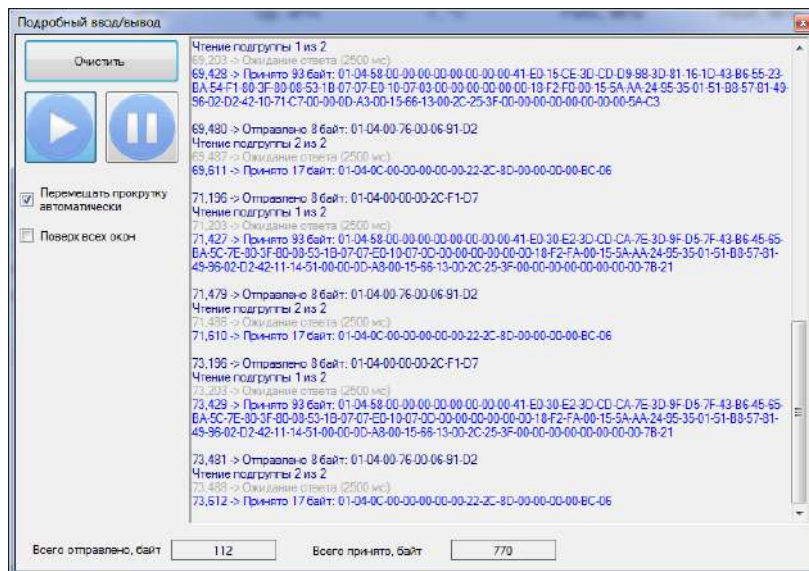 Подробный ввод/вывод
Очистить
Перемещать прокрутку
автоматически
Поверх всех окон
Чтение подгруппы 1 из 2
69,203 -> Ожидание ответа (2500 мс)
69,428 -> Принято 93 байт: 01-04-58-00-00-00-00-00-00-00-00-41-E0-15-CE-3D-CD-D9-98-3D-81-16-1D-43-B6-55-23-
BA-54-F1-80-3F-80-08-53-1B-07-07-E0-10-07-03-00-00-00-00-00-00-18-F2-F0-00-15-5A-AA-24-95-35-01-51-B8-57-81-49-
96-02-D2-42-10-71-C7-00-00-0D-A3-00-15-66-13-00-2C-25-3F-00-00-00-00-00-00-00-00-5A-C3
69,480 -> Отправлено 8 байт: 01-04-00-76-00-06-91-D2
Чтение подгруппы 2 из 2
69,487 -> Ожидание ответа (2500 мс)
69,611 -> Принято 17 байт: 01-04-0C-00-00-00-00-00-22-2C-8D-00-00-00-00-BC-06
71,196 -> Отправлено 8 байт: 01-04-00-00-00-2C-F1-D7
Чтение подгруппы 1 из 2
71,203 -> Ожидание ответа (2500 мс)
71,427 -> Принято 93 байт: 01-04-58-00-00-00-00-00-00-00-00-41-E0-30-E2-3D-CD-CA-7E-3D-9F-D5-7F-43-B6-45-65-
BA-5C-7E-80-3F-80-08-53-1B-07-07-E0-10-07-0D-00-00-00-00-00-00-18-F2-FA-00-15-5A-AA-24-95-35-01-51-B8-57-81-
49-96-02-D2-42-11-14-51-00-00-0D-A8-00-15-66-13-00-2C-25-3F-00-00-00-00-00-00-00-00-7B-21
71,479 -> Отправлено 8 байт: 01-04-00-76-00-06-91-D2
Чтение подгруппы 2 из 2
71,486 -> Ожидание ответа (2500 мс)
71,610 -> Принято 17 байт: 01-04-0C-00-00-00-00-00-22-2C-8D-00-00-00-00-BC-06
73,196 -> Отправлено 8 байт: 01-04-00-00-00-2C-F1-D7
Чтение подгруппы 1 из 2
73,203 -> Ожидание ответа (2500 мс)
73,429 -> Принято 93 байт: 01-04-58-00-00-00-00-00-00-00-00-41-E0-30-E2-3D-CD-CA-7E-3D-9F-D5-7F-43-B6-45-65-
BA-5C-7E-80-3F-80-08-53-1B-07-07-E0-10-07-0D-00-00-00-00-00-00-18-F2-FA-00-15-5A-AA-24-95-35-01-51-B8-57-81-
49-96-02-D2-42-11-14-51-00-00-0D-A8-00-15-66-13-00-2C-25-3F-00-00-00-00-00-00-00-00-7B-21
73,481 -> Отправлено 8 байт: 01-04-00-76-00-06-91-D2
Чтение подгруппы 2 из 2
73,488 -> Ожидание ответа (2500 мс)
73,612 -> Принято 17 байт: 01-04-0C-00-00-00-00-00-22-2C-8D-00-00-00-00-BC-06
Всего отправлено, байт 112 Всего принято, байт 770